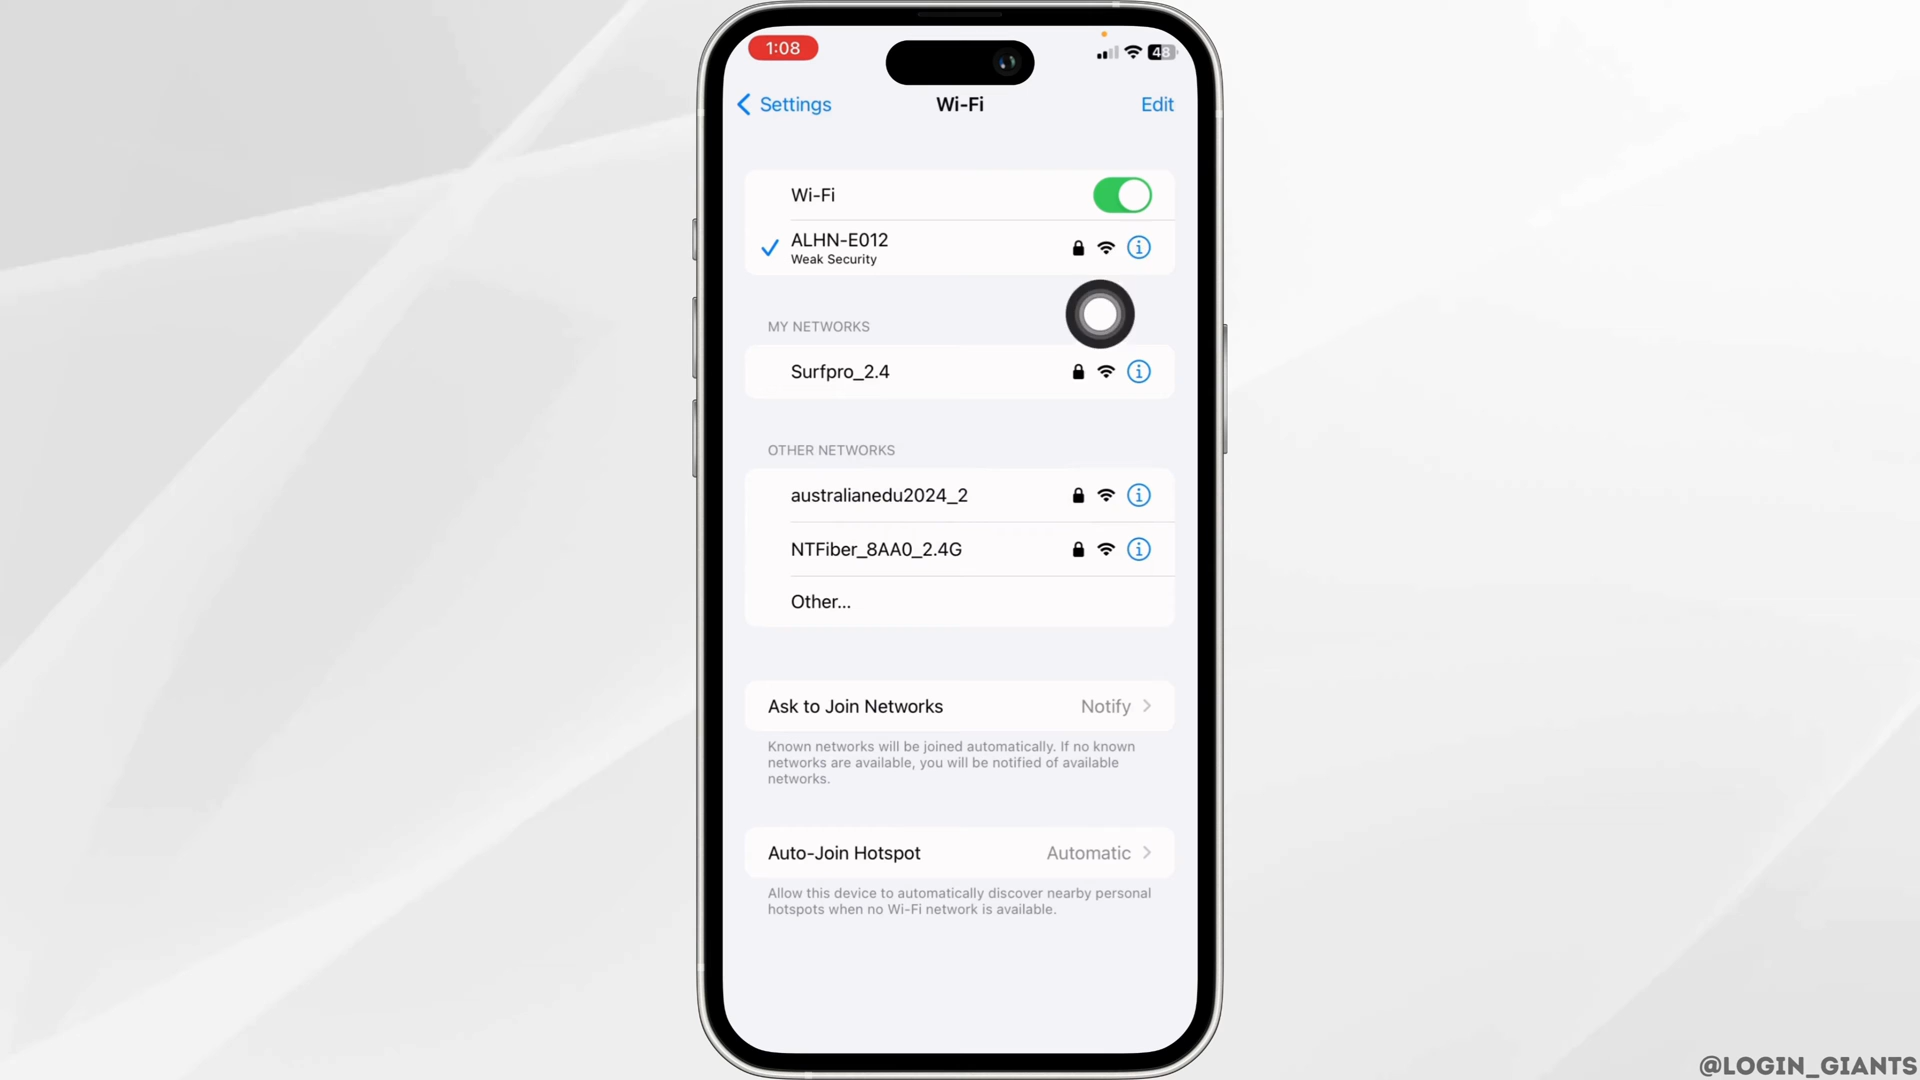 1:08
48
Settings
Wi-Fi
Edit
Wi-Fi
ALHN-E012
Weak Security
MY NETWORKS
Surfpro_2.4
OTHER NETWORKS
australianedu2024_2
NTFiber_8AA0_2.4G
Other...
Ask to Join Networks Notify
Known networks will be joined automatically. If no known
networks are available, you will be notified of available
networks.
Auto-Join Hotspot Automatic
Allow this device to automatically discover nearby personal
hotspots when no Wi-Fi network is available.
@LOGIN_GIANTS